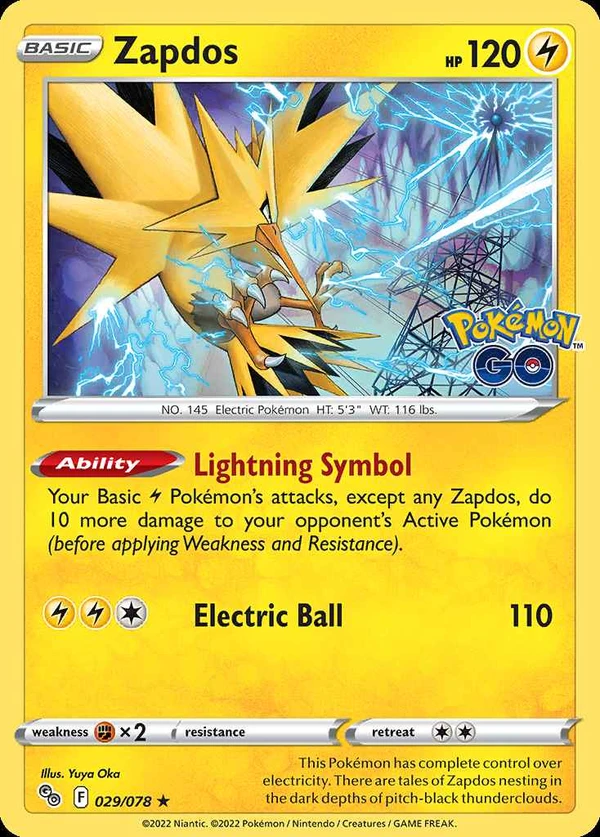 BASIC Zapdos HP 120
Pokémon™
GO
NO. 145 Electric Pokémon HT: 5'3" WT: 116 lbs.
Ability Lightning Symbol
Your Basic Pokémon's attacks, except any Zapdos, do
10 more damage to your opponent's Active Pokémon
(before applying Weakness and Resistance).
Electric Ball 110
weakness ×2 resistance retreat
Illus. Yuya Oka
This Pokémon has complete control over
electricity. There are tales of Zapdos nesting in
the dark depths of pitch-black thunderclouds.
F 029/078 ★
©2022 Niantic. ©2022 Pokémon / Nintendo / Creatures / GAME FREAK.